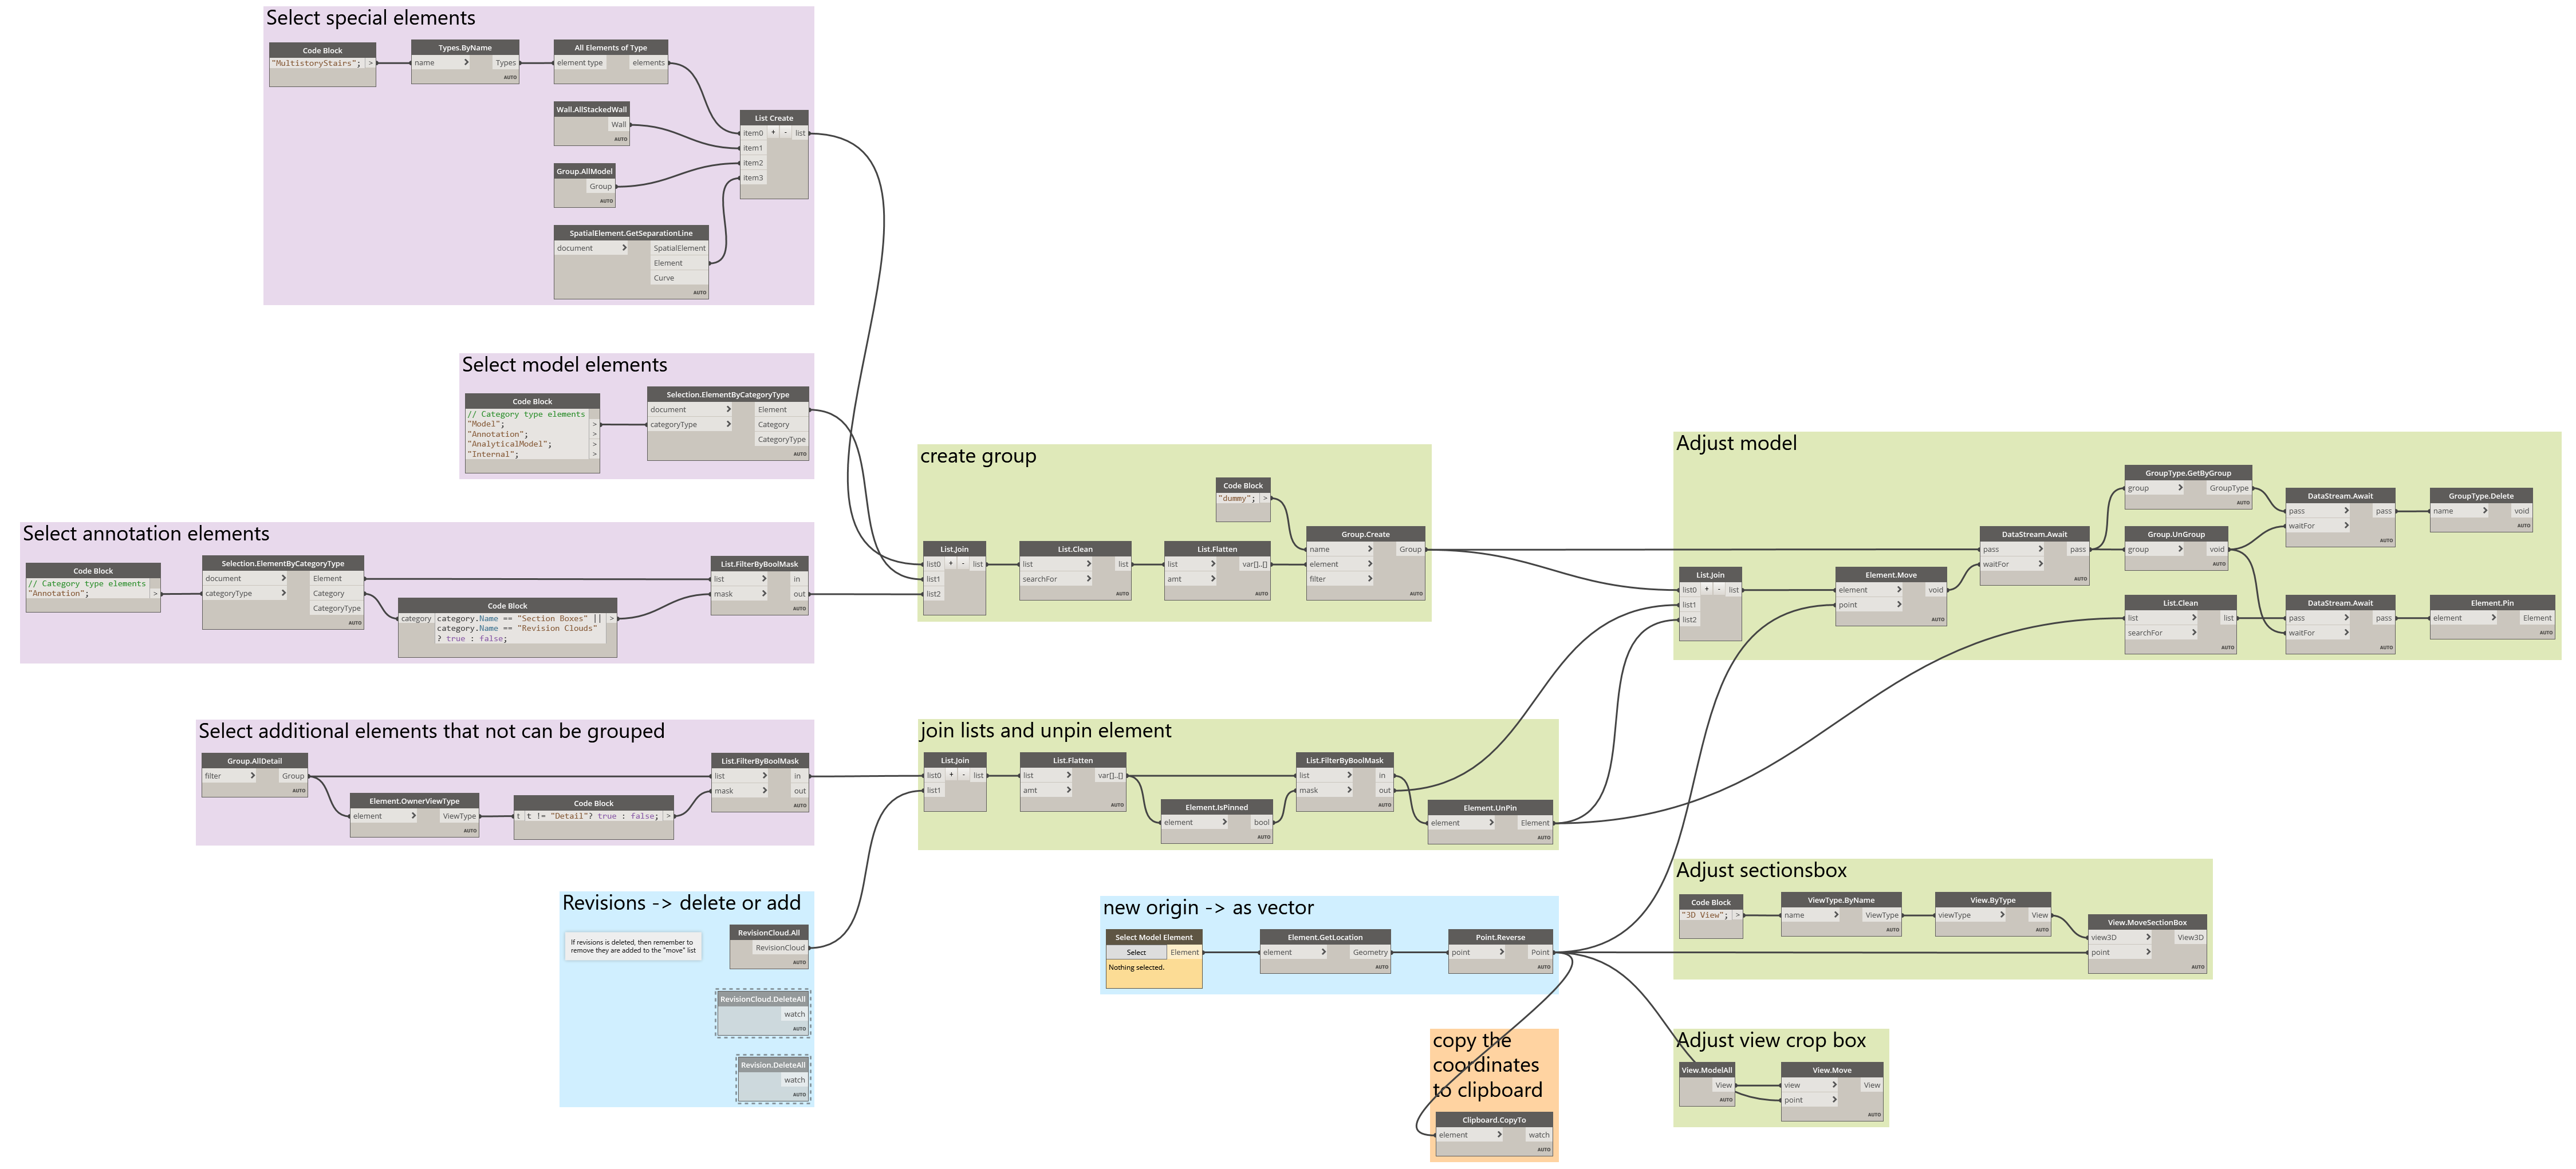 Select special elements
Code Block
"MultistoryStairs"; >
Types.ByName
name > Types
AUTO
All Elements of Type
element type elements
AUTO
Wall.AllStackedWall
Wall
AUTO
Group.AllModel
Group
AUTO
SpatialElement.GetSeparationLine
document > SpatialElement
Element
Curve
AUTO
List Create
item0 + - list
item1
item2
item3
AUTO
Select model elements
Code Block
// Category type elements
"Model"; >
"Annotation"; >
"AnalyticalModel"; >
"Internal"; >
Selection.ElementByCategoryType
document > Element
categoryType > Category
CategoryType
AUTO
Select annotation elements
Code Block
// Category type elements
"Annotation"; >
Selection.ElementByCategoryType
document > Element
categoryType > Category
CategoryType
AUTO
Code Block
category category.Name == "Section Boxes" || >
category.Name == "Revision Clouds"
? true : false;
List.FilterByBoolMask
list > in
mask > out
AUTO
Select additional elements that not can be grouped
Group.AllDetail
filter > Group
AUTO
Element.OwnerViewType
element > ViewType
AUTO
Code Block
t t != "Detail"? true : false; >
List.FilterByBoolMask
list > in
mask > out
AUTO
Revisions -> delete or add
If revisions is deleted, then remember to
remove they are added to the "move" list
RevisionCloud.All
RevisionCloud
AUTO
RevisionCloud.DeleteAll
watch
AUTO
Revision.DeleteAll
watch
AUTO
create group
Code Block
"dummy"; >
List.Join
list0 + - list
list1
list2
AUTO
List.Clean
list > list
searchFor >
AUTO
List.Flatten
list > var[]..[]
amt >
AUTO
Group.Create
name > Group
element >
filter >
AUTO
join lists and unpin element
List.Join
list0 + - list
list1
AUTO
List.Flatten
list > var[]..[]
amt >
AUTO
Element.IsPinned
element > bool
AUTO
List.FilterByBoolMask
list > in
mask > out
AUTO
Element.UnPin
element > Element
AUTO
new origin -> as vector
Select Model Element
Select Element
Nothing selected.
Element.GetLocation
element > Geometry
AUTO
Point.Reverse
point > Point
AUTO
copy the
coordinates
to clipboard
Clipboard.CopyTo
element > watch
AUTO
Adjust model
List.Join
list0 + - list
list1
list2
AUTO
Element.Move
element > void
point >
AUTO
DataStream.Await
pass > pass
waitFor >
AUTO
GroupType.GetByGroup
group > GroupType
AUTO
Group.UnGroup
group > void
AUTO
List.Clean
list > list
searchFor >
AUTO
DataStream.Await
pass > pass
waitFor >
AUTO
GroupType.Delete
name > void
AUTO
DataStream.Await
pass > pass
waitFor >
AUTO
Element.Pin
element > Element
AUTO
Adjust sectionsbox
Code Block
"3D View"; >
ViewType.ByName
name > ViewType
AUTO
View.ByType
viewType > View
AUTO
View.MoveSectionBox
view3D > View3D
point >
AUTO
Adjust view crop box
View.ModelAll
View
AUTO
View.Move
view > View
point >
AUTO